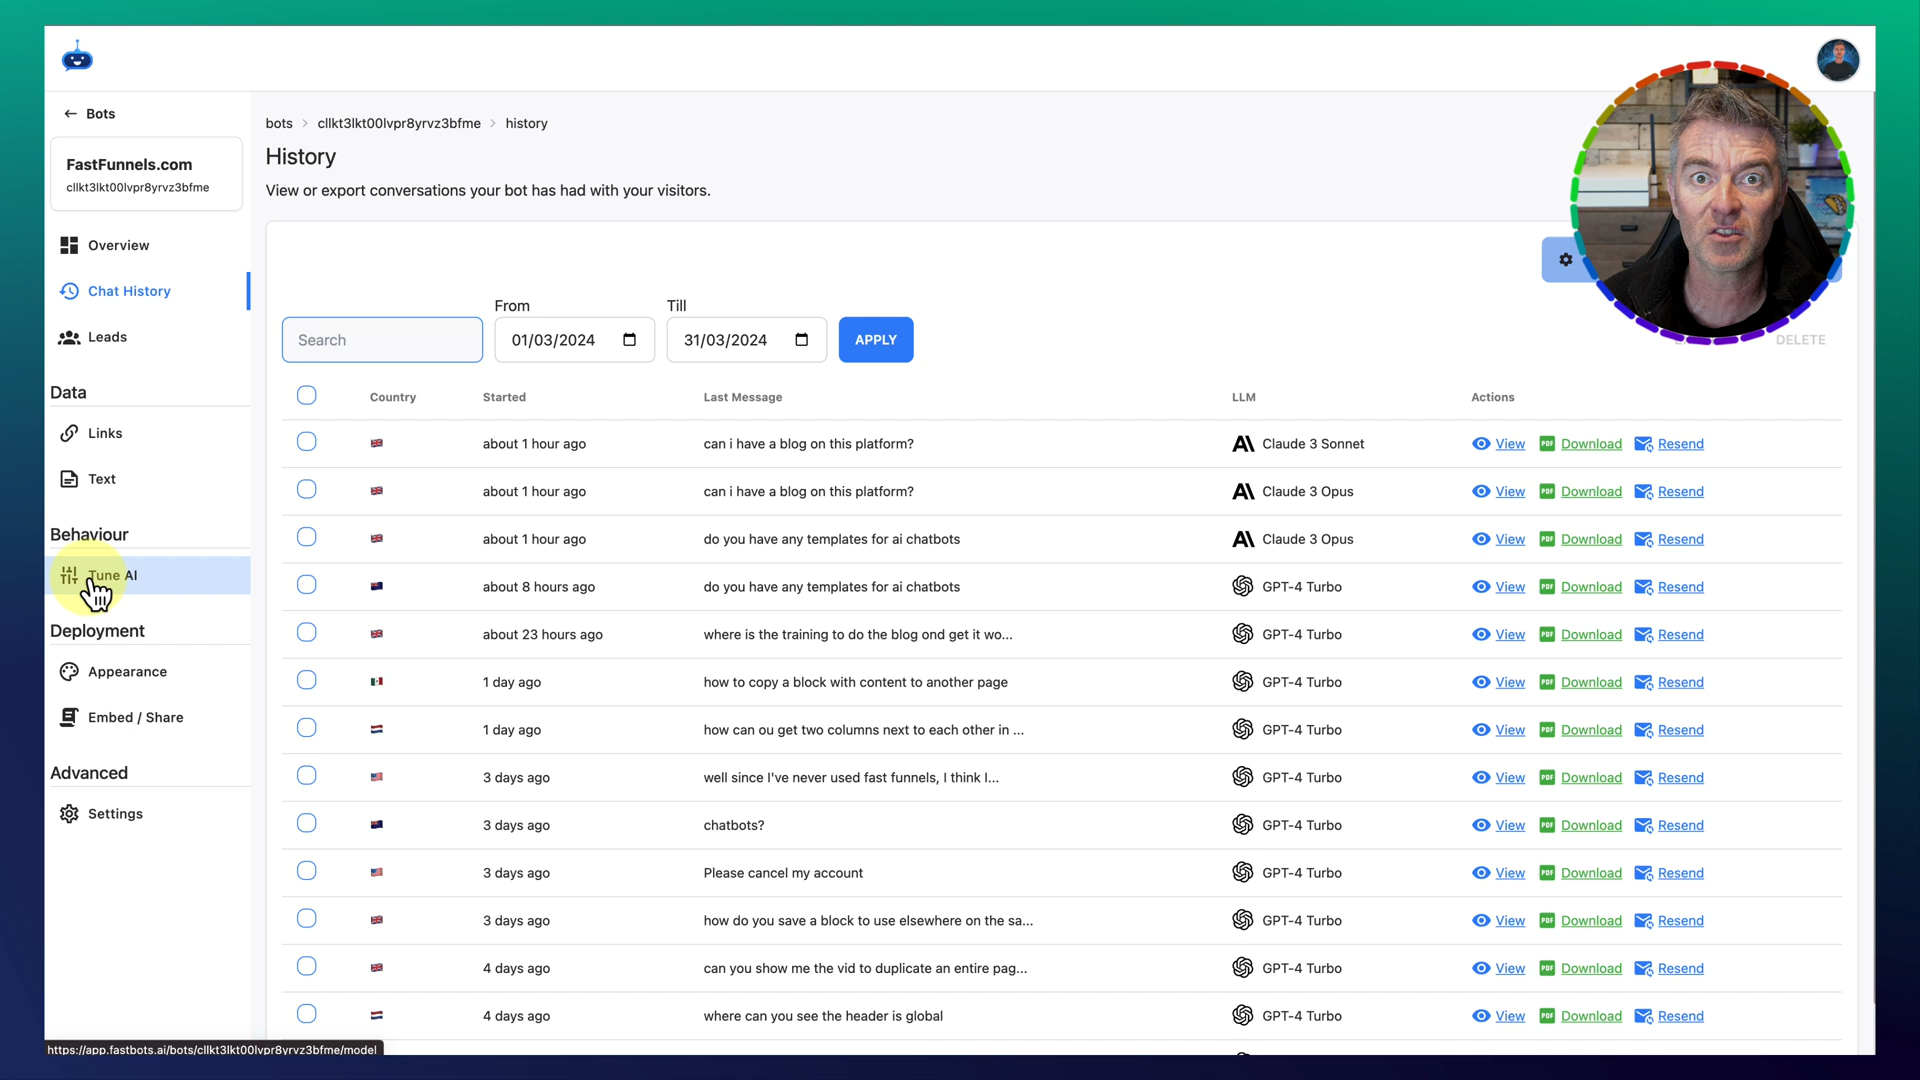 Bots
FastFunnels.com
cllkt3lkt00lvpr8yrvz3bfme
Overview
Chat History
Leads
Data
Links
Text
Behaviour
Tune AI
Deployment
Appearance
Embed / Share
Advanced
Settings
bots > cllkt3lkt00lvpr8yrvz3bfme > history
History
View or export conversations your bot has had with your visitors.
From Till
Search 01/03/2024 31/03/2024 APPLY
DELETE
Country Started Last Message LLM Actions
about 1 hour ago can i have a blog on this platform? Claude 3 Sonnet View PDF Download Resend
about 1 hour ago can i have a blog on this platform? Claude 3 Opus View PDF Download Resend
about 1 hour ago do you have any templates for ai chatbots Claude 3 Opus View PDF Download Resend
about 8 hours ago do you have any templates for ai chatbots GPT-4 Turbo View PDF Download Resend
about 23 hours ago where is the training to do the blog ond get it wo... GPT-4 Turbo View PDF Download Resend
1 day ago how to copy a block with content to another page GPT-4 Turbo View PDF Download Resend
1 day ago how can ou get two columns next to each other in ... GPT-4 Turbo View PDF Download Resend
3 days ago well since I've never used fast funnels, I think I... GPT-4 Turbo View PDF Download Resend
3 days ago chatbots? GPT-4 Turbo View PDF Download Resend
3 days ago Please cancel my account GPT-4 Turbo View PDF Download Resend
3 days ago how do you save a block to use elsewhere on the sa... GPT-4 Turbo View PDF Download Resend
4 days ago can you show me the vid to duplicate an entire pag... GPT-4 Turbo View PDF Download Resend
4 days ago where can you see the header is global GPT-4 Turbo View PDF Download Resend
https://app.fastbots.ai/bots/cllkt3lkt00lvpr8yrvz3bfme/model